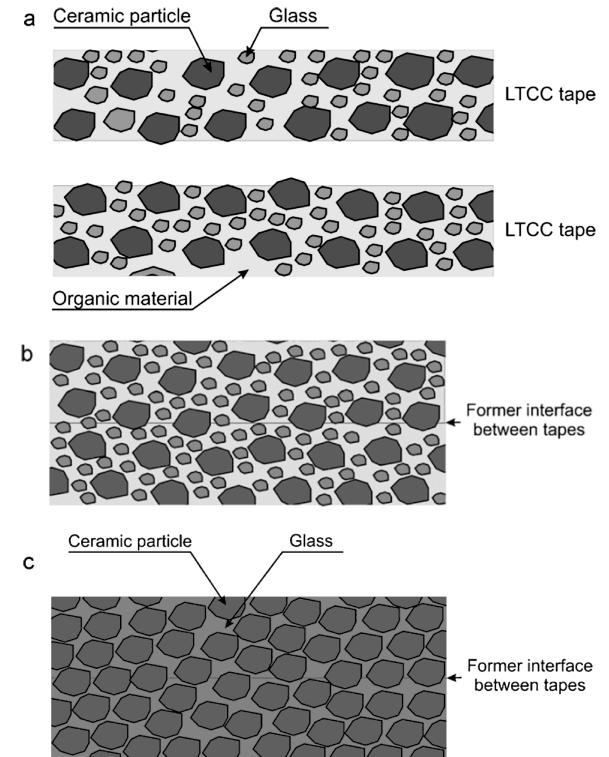 a
Ceramic particle
Glass
LTCC tape
LTCC tape
Organic material
b
Former interface
between tapes
Ceramic particle
Glass
c
Former interface
between tapes